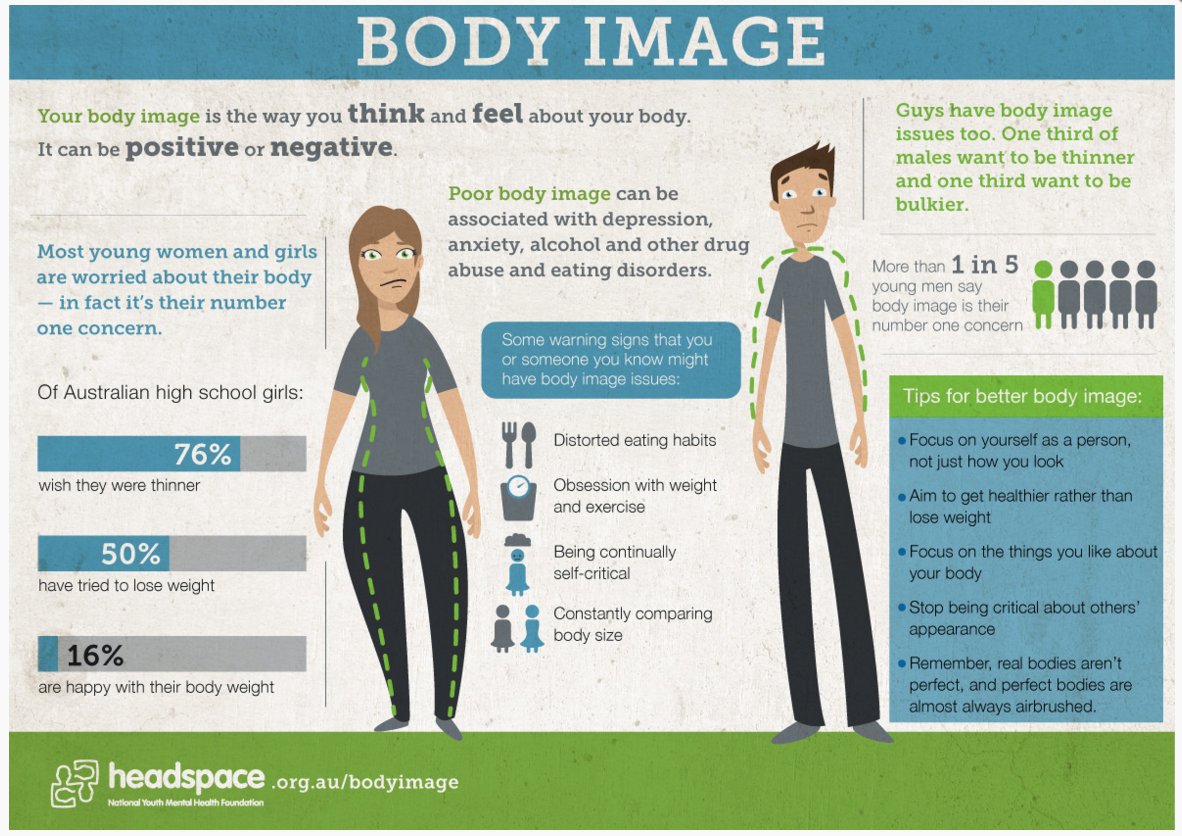 BODY IMAGE
Your body image is the way you think and feel about your body.
It can be positive or negative.
Most young women and girls
are worried about their body
— in fact it's their number
one concern.
Of Australian high school girls:
76%
wish they were thinner
50%
have tried to lose weight
16%
are happy with their body weight
Poor body image can be
associated with depression,
anxiety, alcohol and other drug
abuse and eating disorders.
Some warning signs that you
or someone you know might
have body image issues:
Distorted eating habits
Obsession with weight
and exercise
Being continually
self-critical
Constantly comparing
body size
Guys have body image
issues too. One third of
males want to be thinner
and one third want to be
bulkier.
More than 1 in 5
young men say
body image is their
number one concern
Tips for better body image:
• Focus on yourself as a person,
not just how you look
• Aim to get healthier rather than
lose weight
• Focus on the things you like about
your body
• Stop being critical about others'
appearance
• Remember, real bodies aren't
perfect, and perfect bodies are
almost always airbrushed.
headspace .org.au/bodyimage
National Youth Mental Health Foundation